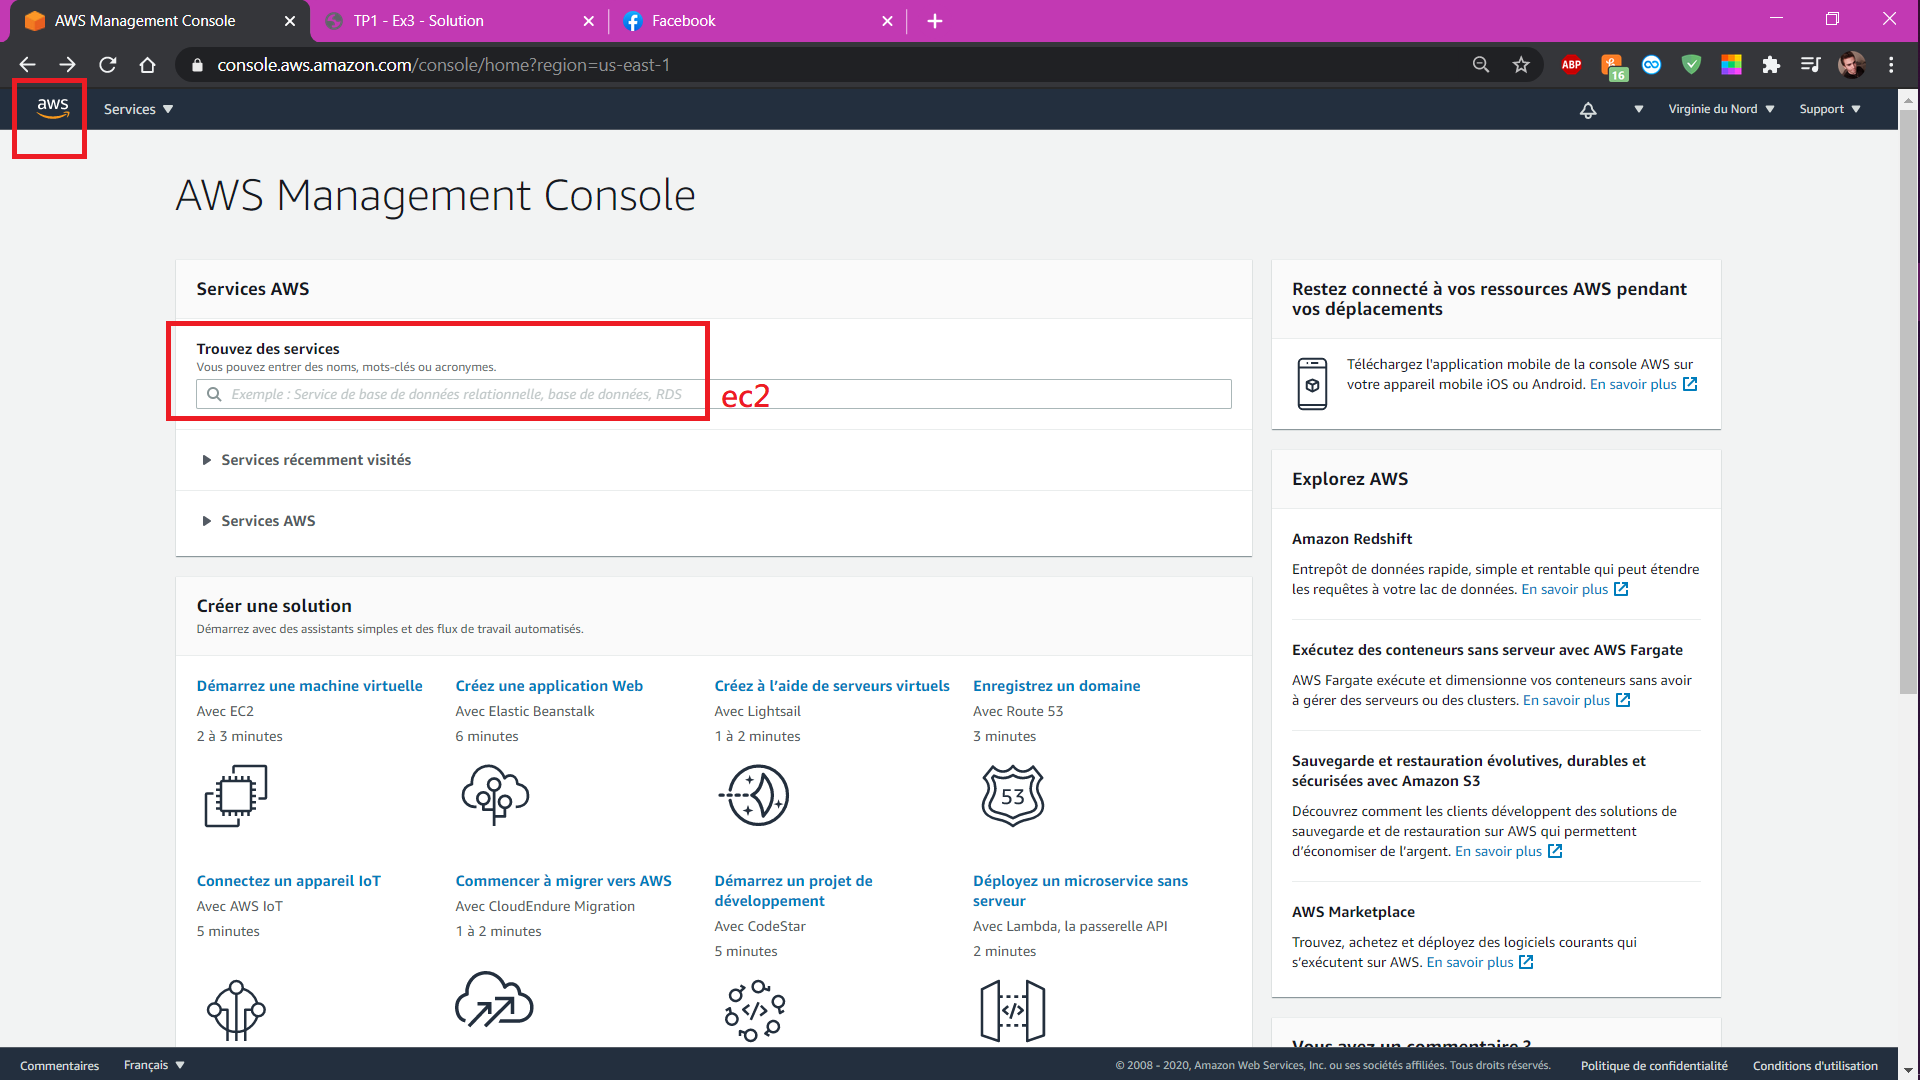 AWS Management Console
TP1 - Ex3 - Solution
Facebook
console.aws.amazon.com/console/home?region=us-east-1
ABP
16
aws
Services
Virginie du Nord
Support
AWS Management Console
Services AWS
Trouvez des services
Vous pouvez entrer des noms, mots-clés ou acronymes.
Exemple : Service de base de données relationnelle, base de données, RDS
ec2
Services récemment visités
Services AWS
Créer une solution
Démarrez avec des assistants simples et des flux de travail automatisés.
Démarrez une machine virtuelle
Avec EC2
2 à 3 minutes
Créez une application Web
Avec Elastic Beanstalk
6 minutes
Créez à l’aide de serveurs virtuels
Avec Lightsail
1 à 2 minutes
Enregistrez un domaine
Avec Route 53
3 minutes
53
Connectez un appareil IoT
Avec AWS IoT
5 minutes
Commencer à migrer vers AWS
Avec CloudEndure Migration
1 à 2 minutes
Démarrez un projet de
développement
Avec CodeStar
5 minutes
</>
Déployez un microservice sans
serveur
Avec Lambda, la passerelle API
2 minutes
</>
Restez connecté à vos ressources AWS pendant
vos déplacements
Téléchargez l'application mobile de la console AWS sur
votre appareil mobile iOS ou Android. En savoir plus
Explorez AWS
Amazon Redshift
Entrepôt de données rapide, simple et rentable qui peut étendre
les requêtes à votre lac de données. En savoir plus
Exécutez des conteneurs sans serveur avec AWS Fargate
AWS Fargate exécute et dimensionne vos conteneurs sans avoir
à gérer des serveurs ou des clusters. En savoir plus
Sauvegarde et restauration évolutives, durables et
sécurisées avec Amazon S3
Découvrez comment les clients développent des solutions de
sauvegarde et de restauration sur AWS qui permettent
d’économiser de l’argent. En savoir plus
AWS Marketplace
Trouvez, achetez et déployez des logiciels courants qui
s’exécutent sur AWS. En savoir plus
Vous avez un commentaire ?
Commentaires
Français
© 2008 - 2020, Amazon Web Services, Inc. ou ses sociétés affiliées. Tous droits réservés.
Politique de confidentialité
Conditions d'utilisation